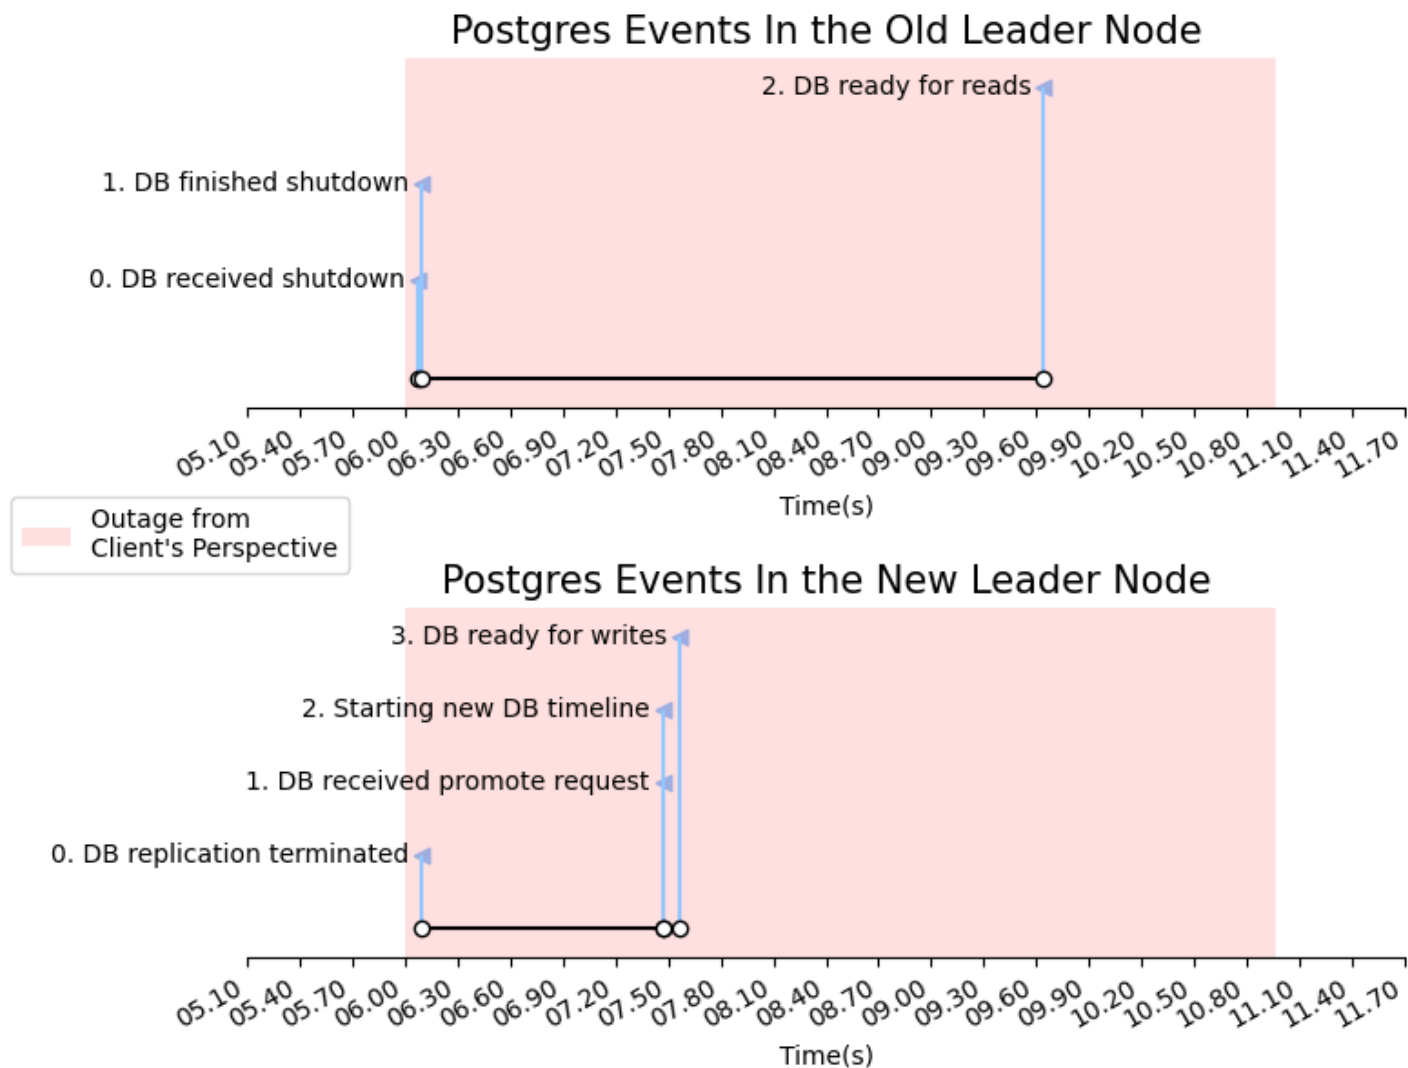 Postgres Events In the Old Leader Node
2. DB ready for reads
1. DB finished shutdown
0. DB received shutdown
05.10 05.40 05.70 06.00 06.30 06.60 06.90 07.20 07.50 07.80 08.10 08.40 08.70 09.00 09.30 09.60 09.90 10.20 10.50 10.80 11.10 11.40 11.70
Time(s)
Outage from
Client's Perspective
Postgres Events In the New Leader Node
3. DB ready for writes
2. Starting new DB timeline
1. DB received promote request
0. DB replication terminated
05.10 05.40 05.70 06.00 06.30 06.60 06.90 07.20 07.50 07.80 08.10 08.40 08.70 09.00 09.30 09.60 09.90 10.20 10.50 10.80 11.10 11.40 11.70
Time(s)